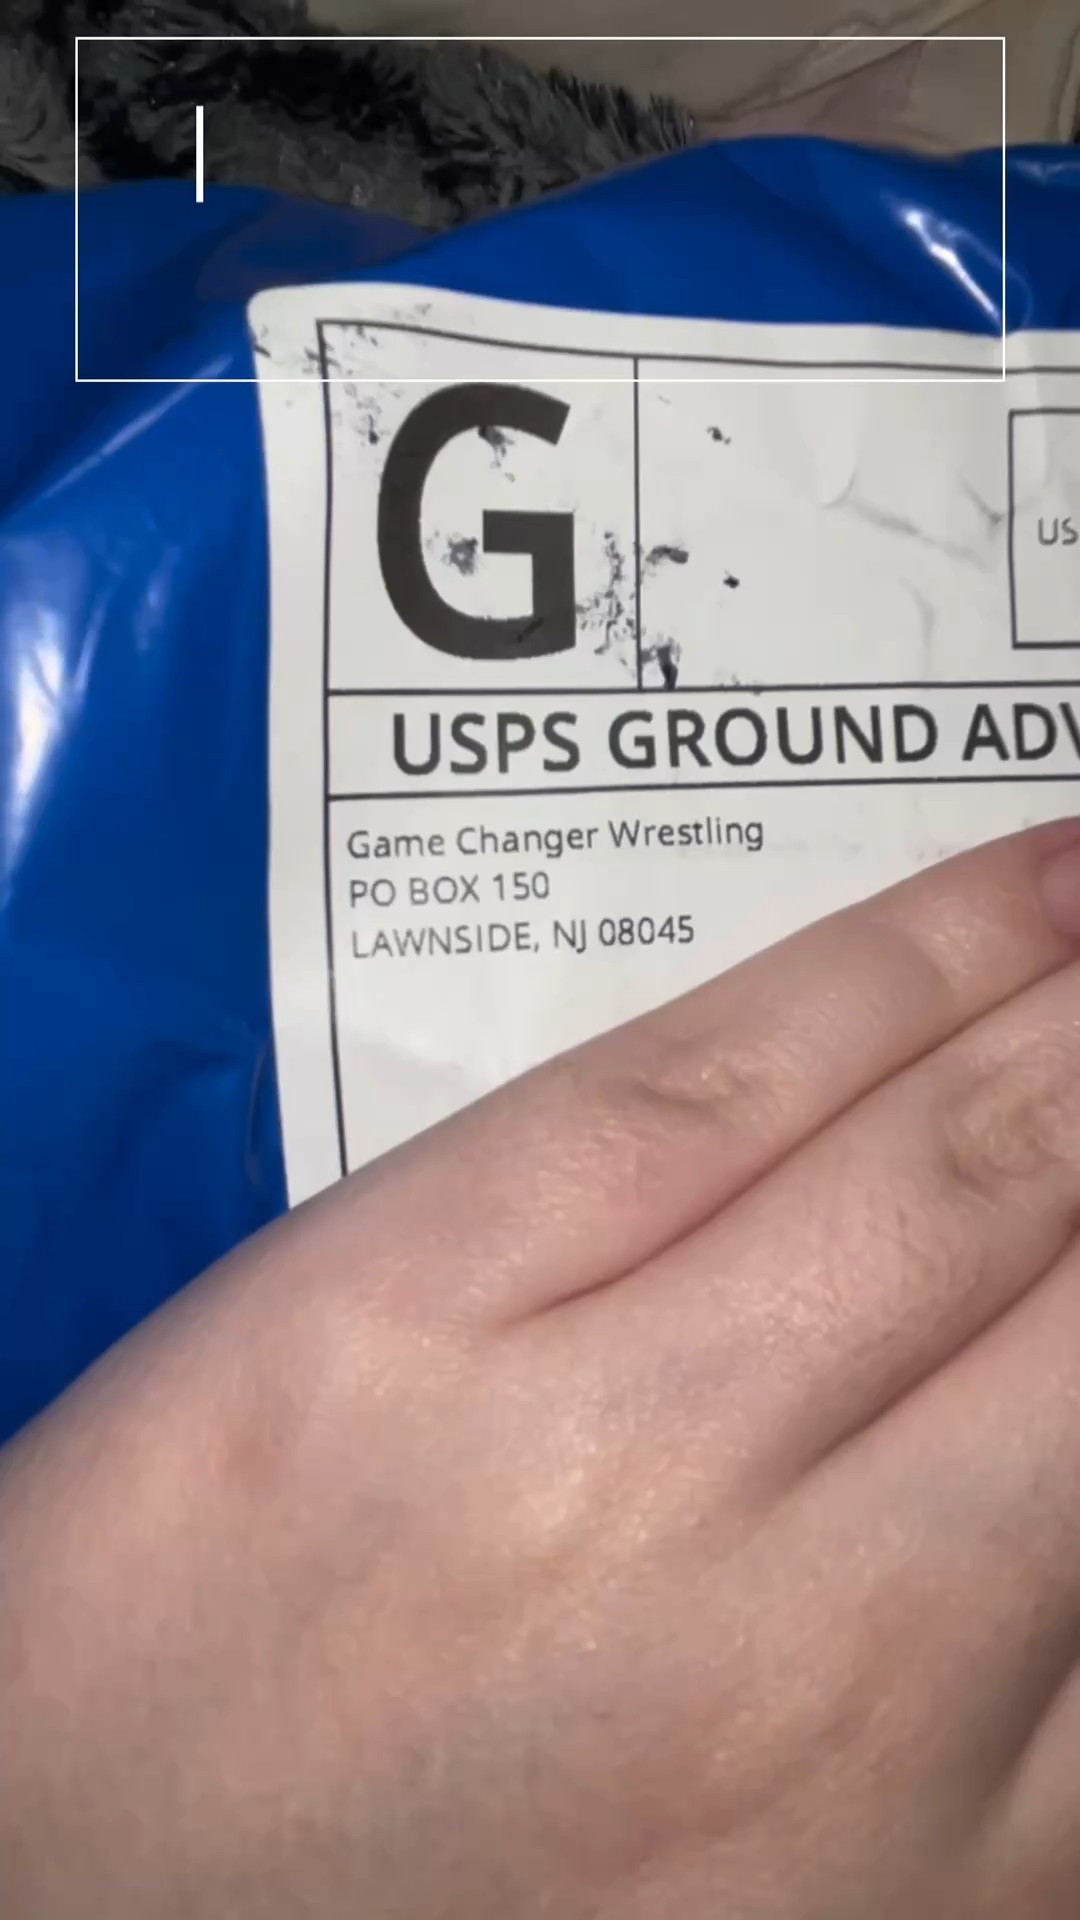 G
US
USPS GROUND ADV
Game Changer Wrestling
PO BOX 150
LAWNSIDE, NJ 08045